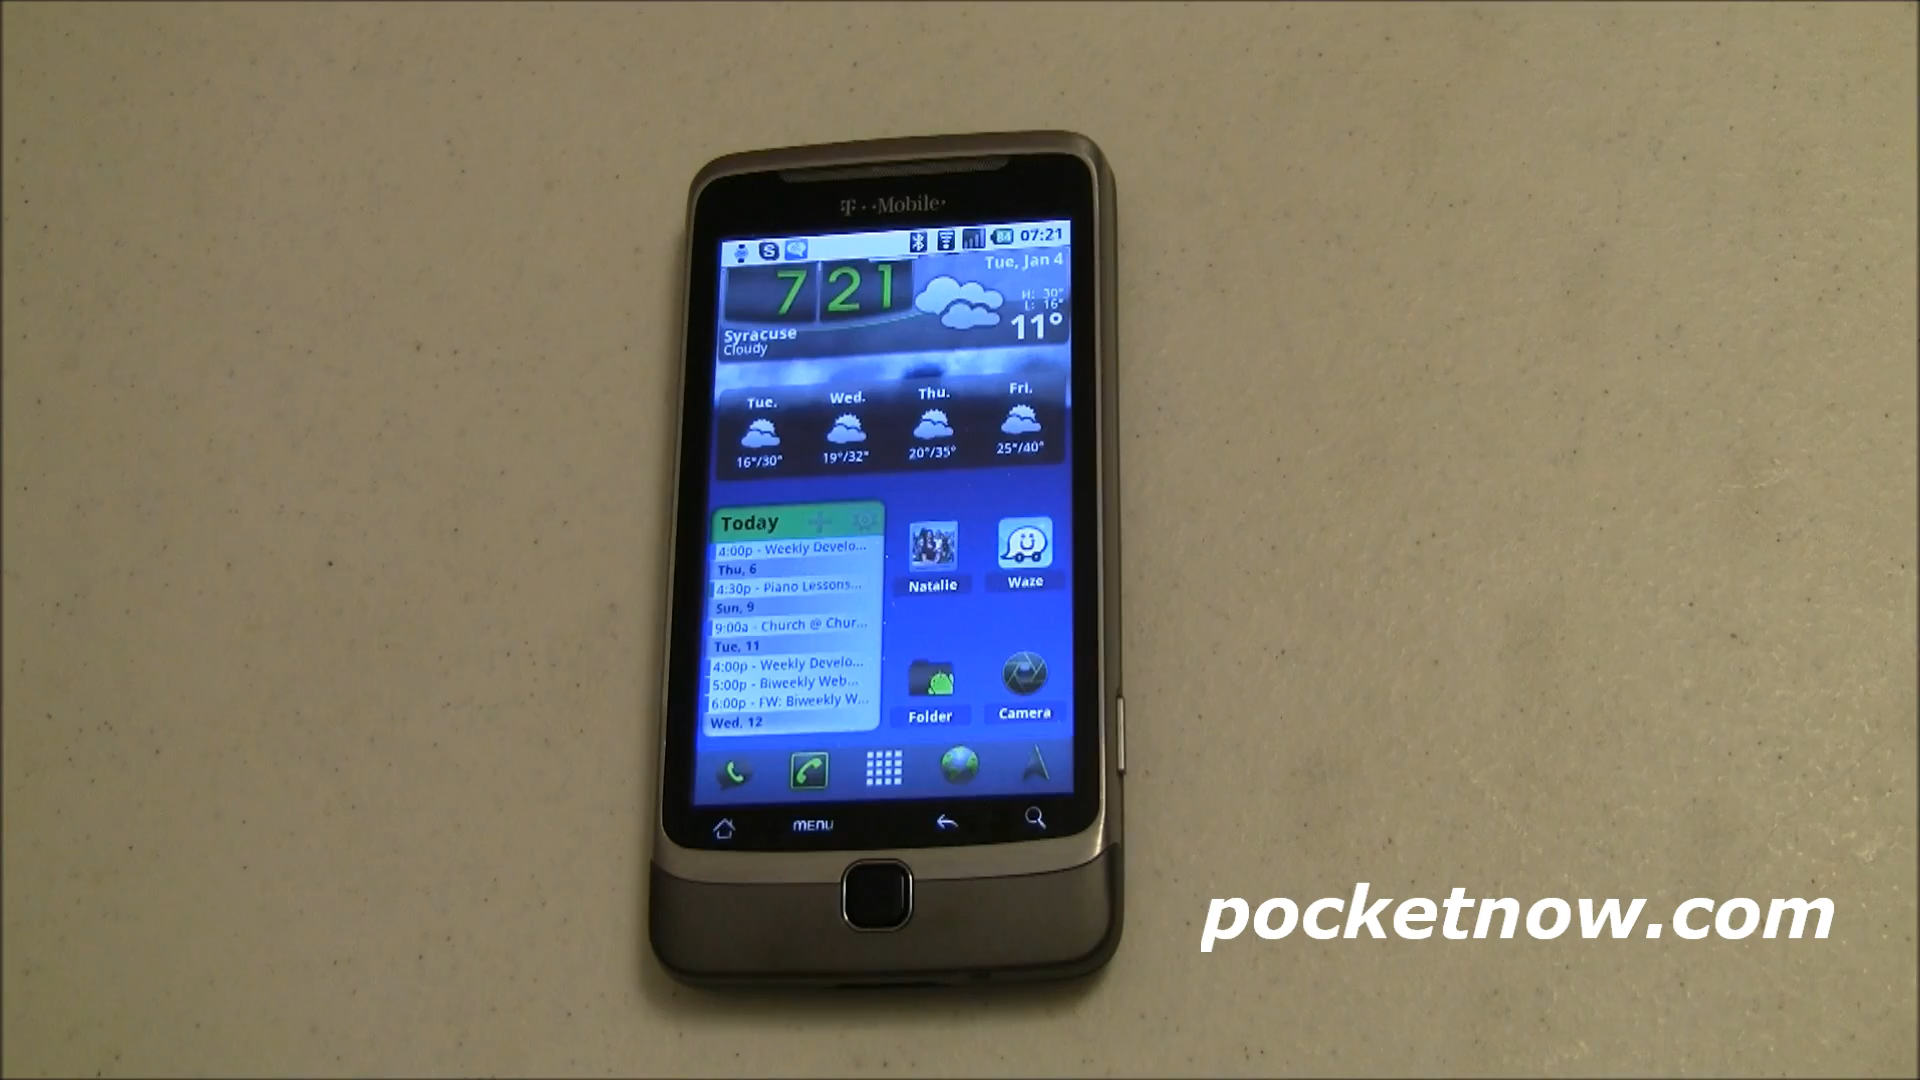 T··Mobile·
S 84 07:21
7 21
Tue, Jan 4
H: 30°
L: 16°
11°
Syracuse
Cloudy
Tue. Wed. Thu. Fri.
16°/30° 19°/32° 20°/35° 25°/40°
Today
4:00p - Weekly Develo...
Thu, 6
4:30p - Piano Lessons...
Sun, 9
9:00a - Church @ Chur...
Tue, 11
4:00p - Weekly Develo...
5:00p - Biweekly Web...
6:00p - FW: Biweekly W...
Wed, 12
Natalie
Waze
Folder
Camera
MENU
pocketnow.com